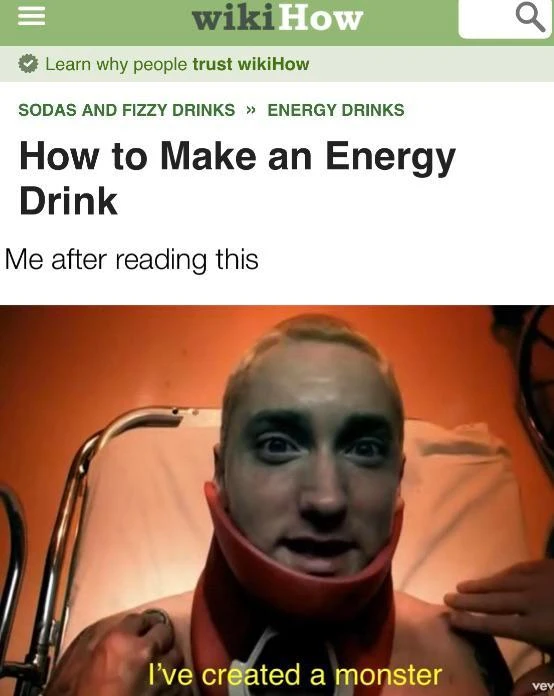 wikiHow
Learn why people trust wikiHow
SODAS AND FIZZY DRINKS » ENERGY DRINKS
How to Make an Energy
Drink
Me after reading this
I've created a monster
vev